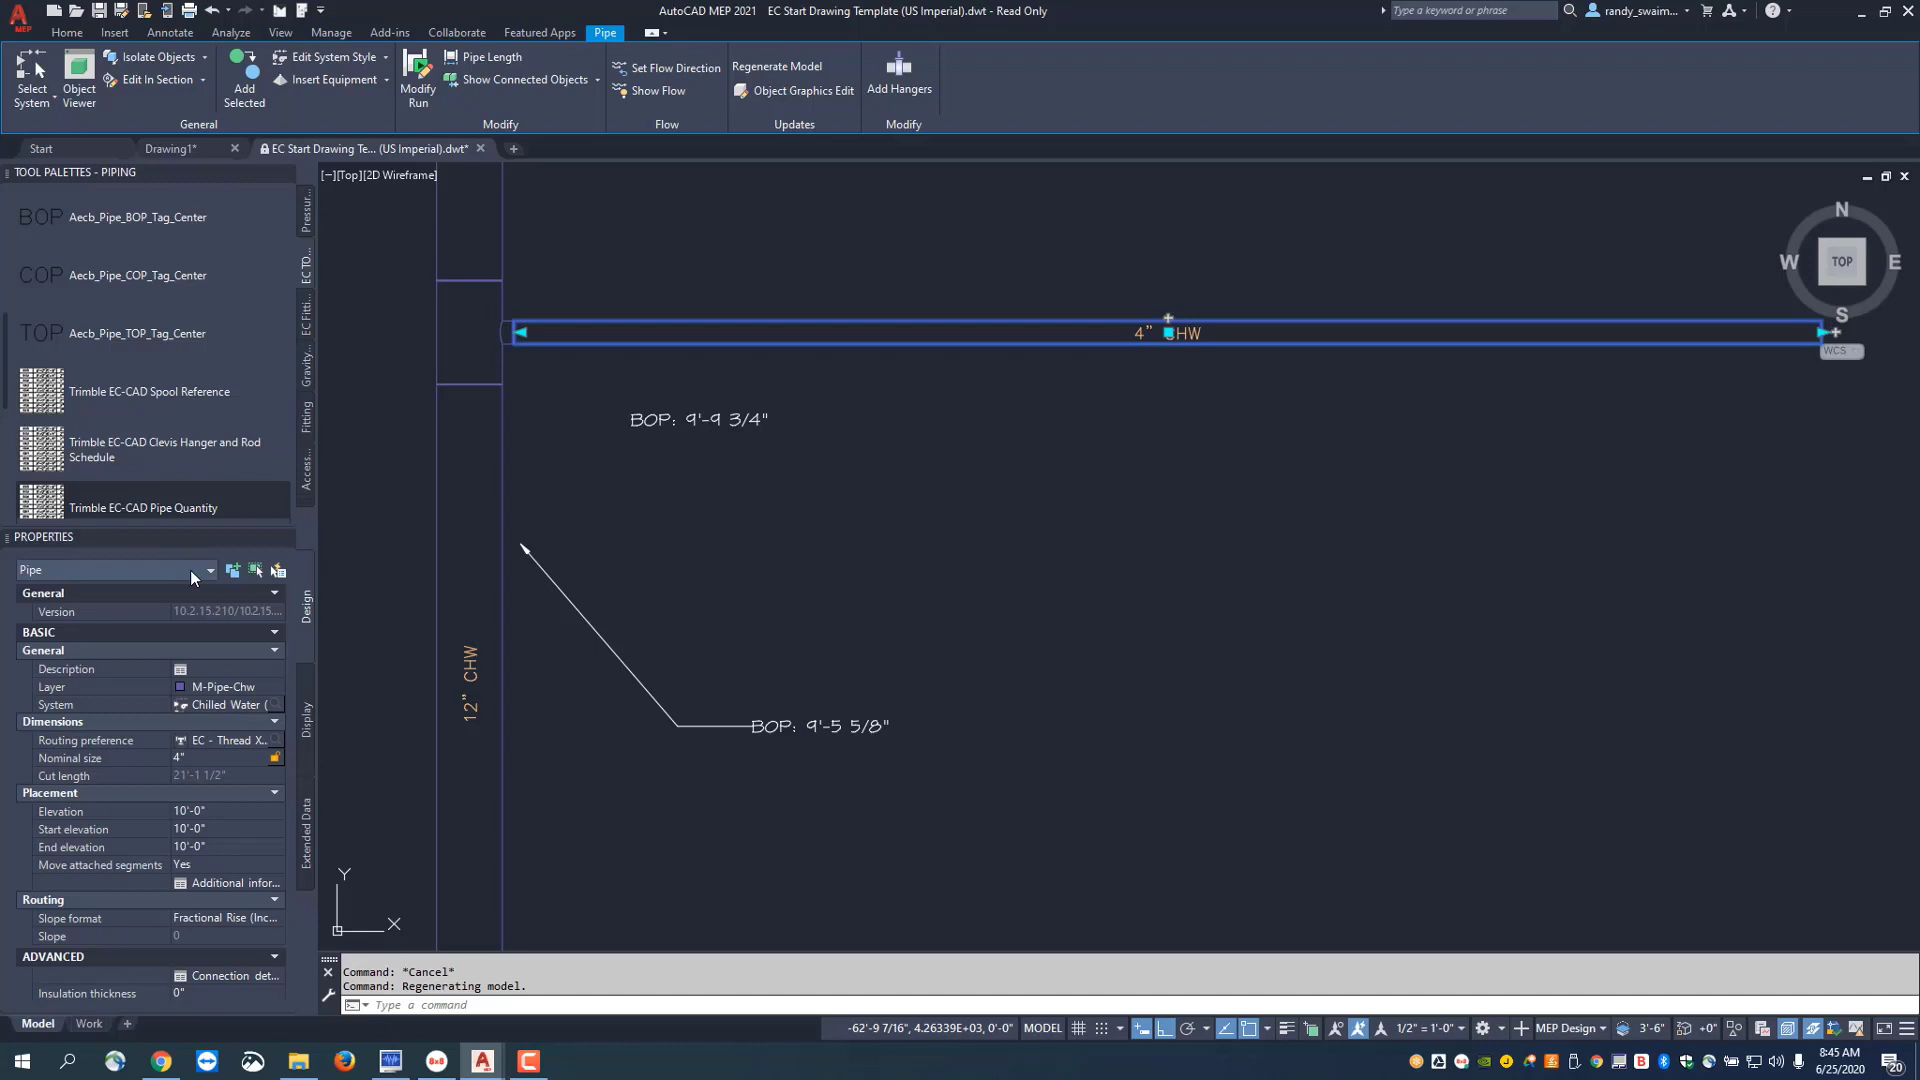 AutoCAD MEP 2021 EC Start Drawing Template (US Imperial).dwt - Read Only
Type a keyword or phrase
randy_swaim...
Home Insert Annotate Analyze View Manage Add-ins Collaborate Featured Apps Pipe
Select System
Object Viewer
Isolate Objects
Edit In Section
Add Selected
Edit System Style
Insert Equipment
General
Modify Run
Pipe Length
Show Connected Objects
Modify
Set Flow Direction
Show Flow
Flow
Regenerate Model
Object Graphics Edit
Updates
Add Hangers
Modify
Start Drawing1* EC Start Drawing Te... (US Imperial).dwt*
TOOL PALETTES - PIPING
[−][Top][2D Wireframe]
BOP Aecb_Pipe_BOP_Tag_Center
COP Aecb_Pipe_COP_Tag_Center
TOP Aecb_Pipe_TOP_Tag_Center
Trimble EC-CAD Spool Reference
Trimble EC-CAD Clevis Hanger and Rod
Schedule
Trimble EC-CAD Pipe Quantity
Pressur...
EC TO...
EC Fitti...
Gravity...
Fitting
Access...
N
W TOP E
S
WCS
4" CHW
BOP: 9'-9 3/4"
12" CHW
BOP: 9'-5 5/8"
Y
X
PROPERTIES
Pipe
General
Version 10.2.15.210/10.2.15....
BASIC
General
Description
Layer M-Pipe-Chw
System Chilled Water (
Dimensions
Routing preference EC - Thread X...
Nominal size 4"
Cut length 21'-1 1/2"
Placement
Elevation 10'-0"
Start elevation 10'-0"
End elevation 10'-0"
Move attached segments Yes
Additional infor...
Routing
Slope format Fractional Rise (Inc...
Slope 0
ADVANCED
Connection det...
Insulation thickness 0"
Design
Display
Extended Data
Command: *Cancel*
Command: Regenerating model.
Type a command
Model Work
-62'-9 7/16", 4.26339E+03, 0'-0" MODEL 1/2" = 1'-0" MEP Design 3'-6" +0"
8:45 AM
6/25/2020
20